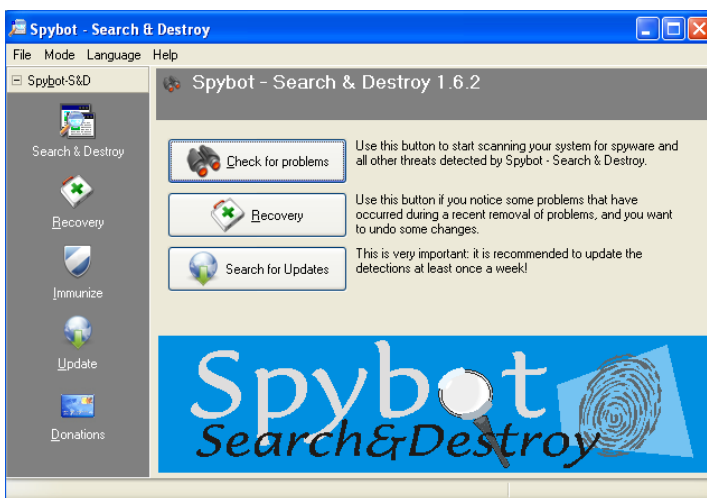 Spybot - Search & Destroy
File Mode Language Help
Spybot-S&D
Spybot - Search & Destroy 1.6.2
Search & Destroy
Recovery
Immunize
Update
Donations
Check for problems
Use this button to start scanning your system for spyware and
all other threats detected by Spybot - Search & Destroy.
Recovery
Use this button if you notice some problems that have
occurred during a recent removal of problems, and you want
to undo some changes.
Search for Updates
This is very important: it is recommended to update the
detections at least once a week!
Spybot
Search&Destroy